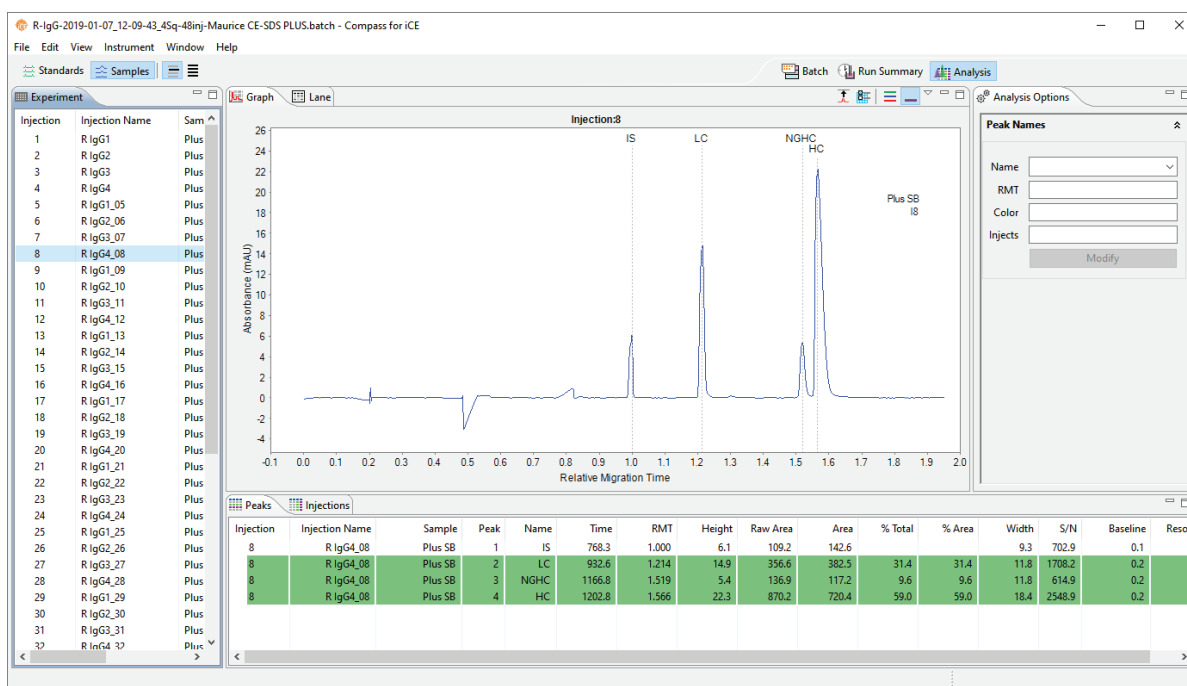 R-IgG-2019-01-07_12-09-43_4Sq-48inj-Maurice CE-SDS PLUS.batch - Compass for iCE
File Edit View Instrument Window Help
Standards Samples Batch Run Summary Analysis
Experiment
Injection Injection Name Sam
1 R IgG1 Plus
2 R IgG2 Plus
3 R IgG3 Plus
4 R IgG4 Plus
5 R IgG1_05 Plus
6 R IgG2_06 Plus
7 R IgG3_07 Plus
8 R IgG4_08 Plus
9 R IgG1_09 Plus
10 R IgG2_10 Plus
11 R IgG3_11 Plus
12 R IgG4_12 Plus
13 R IgG1_13 Plus
14 R IgG2_14 Plus
15 R IgG3_15 Plus
16 R IgG4_16 Plus
17 R IgG1_17 Plus
18 R IgG2_18 Plus
19 R IgG3_19 Plus
20 R IgG4_20 Plus
21 R IgG1_21 Plus
22 R IgG2_22 Plus
23 R IgG3_23 Plus
24 R IgG4_24 Plus
25 R IgG1_25 Plus
26 R IgG2_26 Plus
27 R IgG3_27 Plus
28 R IgG4_28 Plus
29 R IgG1_29 Plus
30 R IgG2_30 Plus
31 R IgG3_31 Plus
32 R IgG4_32 Plus
Graph Lane
Injection:8
IS LC NGHC
HC
Plus SB
I8
Absorbance (mAU)
26
24
22
20
18
16
14
12
10
8
6
4
2
0
-2
-4
-0.1 0.0 0.1 0.2 0.3 0.4 0.5 0.6 0.7 0.8 0.9 1.0 1.1 1.2 1.3 1.4 1.5 1.6 1.7 1.8 1.9 2.0
Relative Migration Time
Analysis Options
Peak Names
Name
RMT
Color
Injects
Modify
Peaks Injections
Injection Injection Name Sample Peak Name Time RMT Height Raw Area Area % Total % Area Width S/N Baseline Reso
8 R IgG4_08 Plus SB 1 IS 768.3 1.000 6.1 109.2 142.6 9.3 702.9 0.1
8 R IgG4_08 Plus SB 2 LC 932.6 1.214 14.9 356.6 382.5 31.4 31.4 11.8 1708.2 0.2
8 R IgG4_08 Plus SB 3 NGHC 1166.8 1.519 5.4 136.9 117.2 9.6 9.6 11.8 614.9 0.2
8 R IgG4_08 Plus SB 4 HC 1202.8 1.566 22.3 870.2 720.4 59.0 59.0 18.4 2548.9 0.2